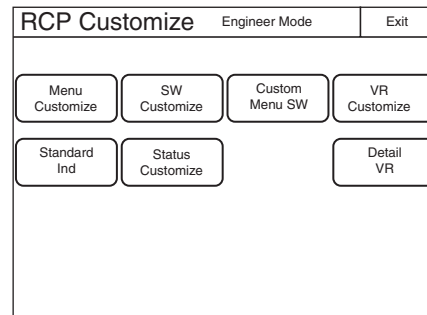 RCP Customize Engineer Mode Exit
Menu SW Custom VR
Customize Customize Menu SW Customize
Standard Status Detail
Ind Customize VR